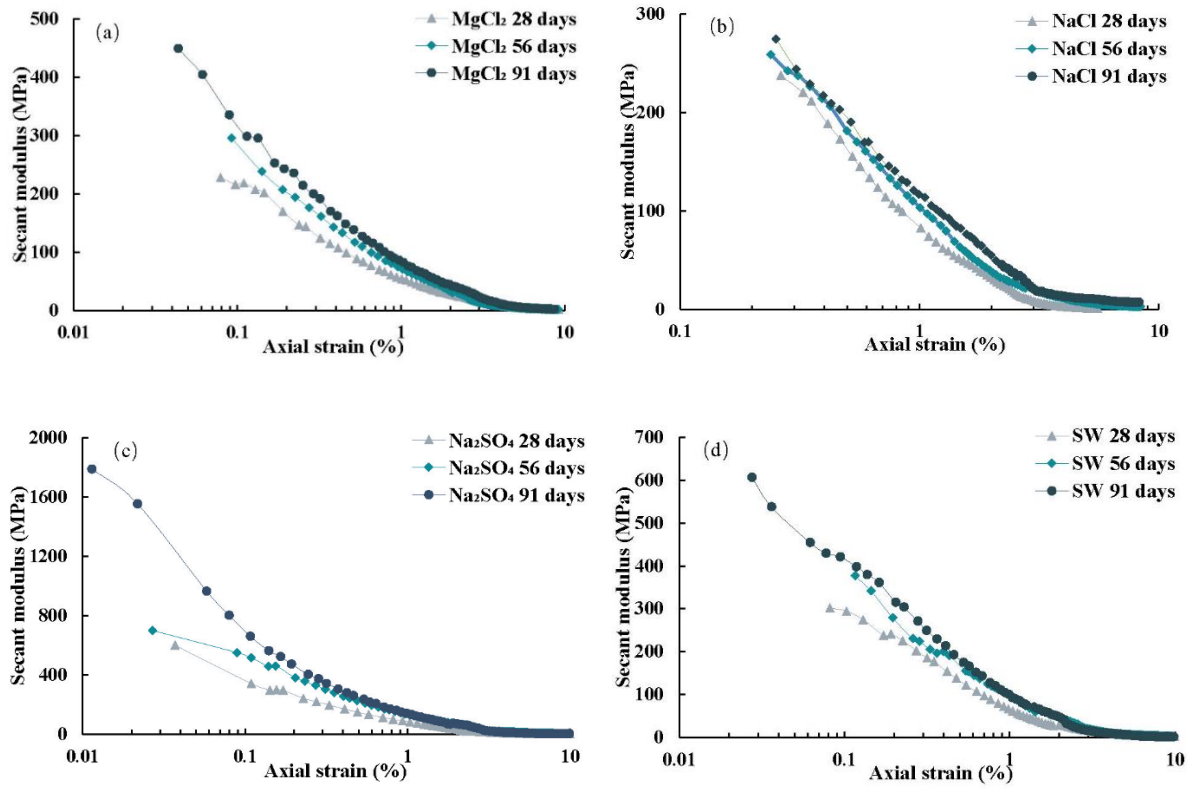 (a)
MgCl₂ 28 days
MgCl₂ 56 days
MgCl₂ 91 days
Secant modulus (MPa)
500
400
300
200
100
0
0.01
0.1
1
10
Axial strain (%)
(b)
NaCl 28 days
NaCl 56 days
NaCl 91 days
Secant modulus (MPa)
300
200
100
0
0.1
1
10
Axial strain (%)
(c)
Na₂SO₄ 28 days
Na₂SO₄ 56 days
Na₂SO₄ 91 days
Secant modulus (MPa)
2000
1600
1200
800
400
0
0.01
0.1
1
10
Axial strain (%)
(d)
SW 28 days
SW 56 days
SW 91 days
Secant modulus (MPa)
700
600
500
400
300
200
100
0
0.01
0.1
1
10
Axial strain (%)